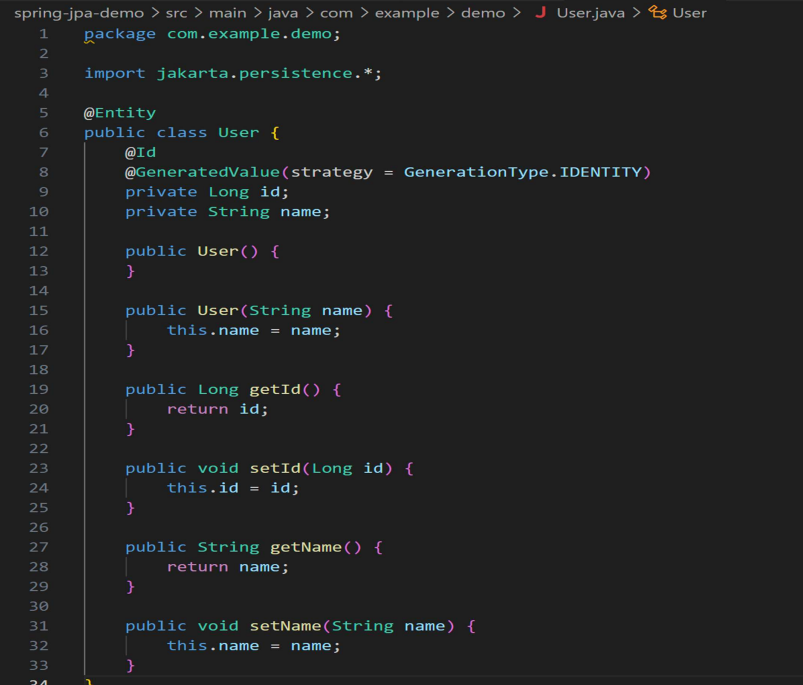 spring-jpa-demo > src > main > java > com > example > demo > J User.java > User
1 package com.example.demo;
2
3 import jakarta.persistence.*;
4
5 @Entity
6 public class User {
7     @Id
8     @GeneratedValue(strategy = GenerationType.IDENTITY)
9     private Long id;
10     private String name;
11
12     public User() {
13     }
14
15     public User(String name) {
16         this.name = name;
17     }
18
19     public Long getId() {
20         return id;
21     }
22
23     public void setId(Long id) {
24         this.id = id;
25     }
26
27     public String getName() {
28         return name;
29     }
30
31     public void setName(String name) {
32         this.name = name;
33     }
34 }